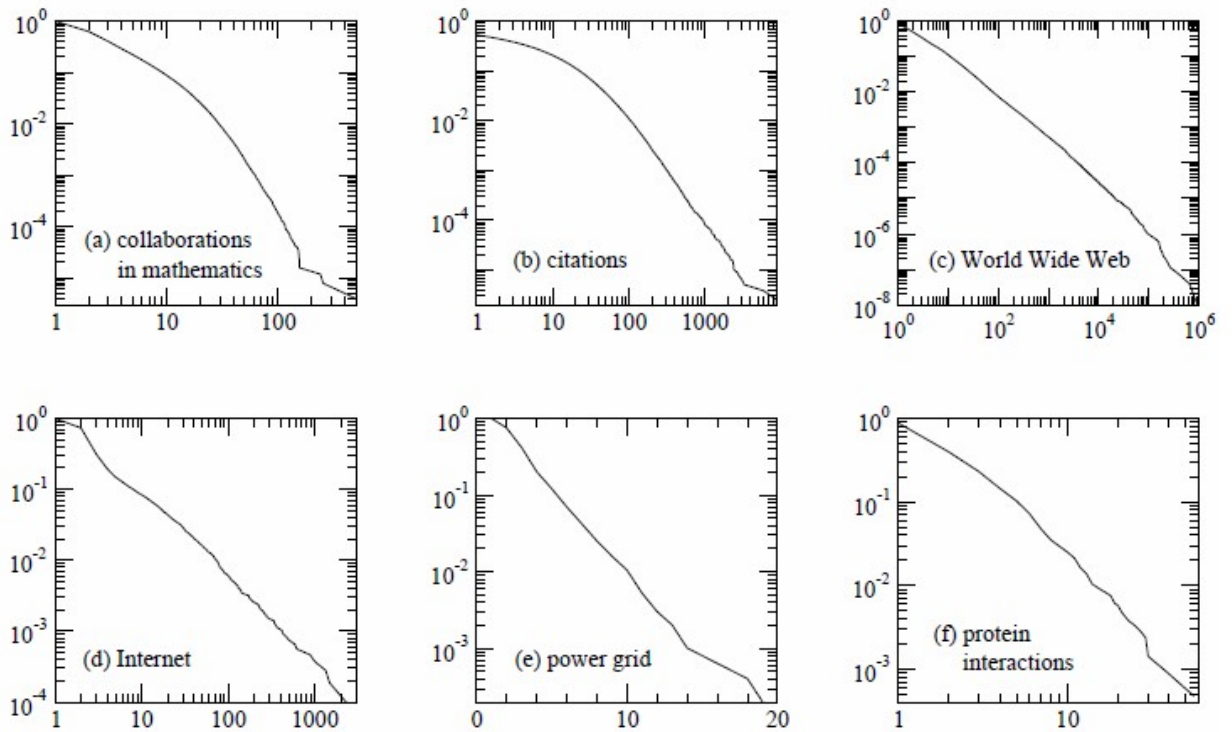 10^0
10^-2
10^-4
(a) collaborations
in mathematics
1 10 100
10^0
10^-2
10^-4
(b) citations
1 10 100 1000
10^0
10^-2
10^-4
10^-6
10^-8
(c) World Wide Web
10^0 10^2 10^4 10^6
10^0
10^-1
10^-2
10^-3
10^-4
(d) Internet
1 10 100 1000
10^0
10^-1
10^-2
10^-3
(e) power grid
0 10 20
10^0
10^-1
10^-2
10^-3
(f) protein
interactions
1 10